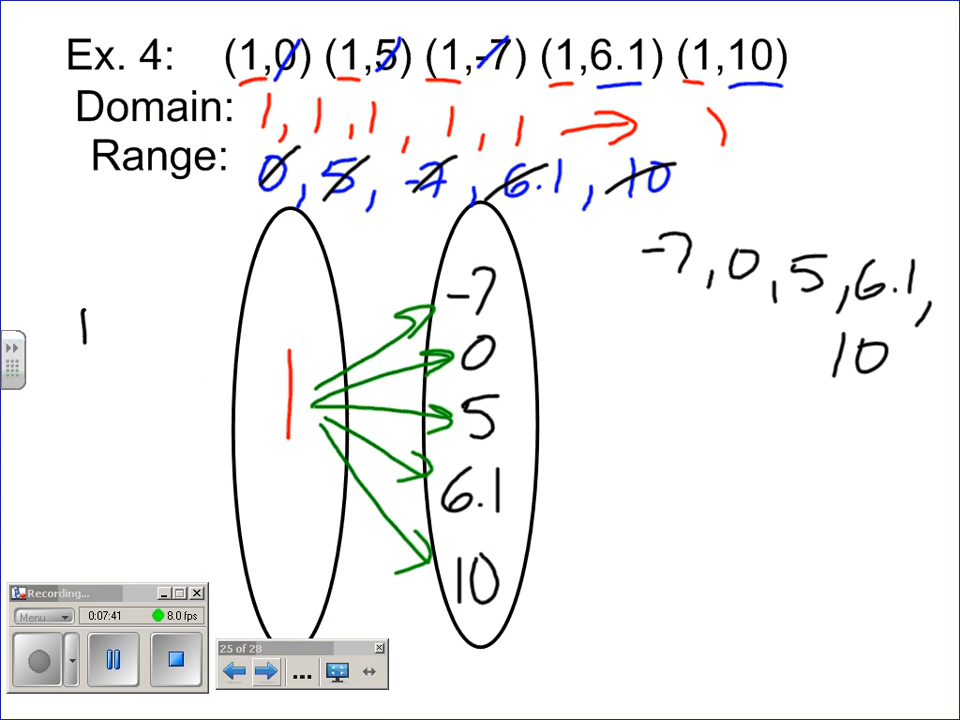 Ex. 4: (1,0) (1,5) (1,-7) (1,6.1) (1,10)
Domain: 1, 1, 1, 1, 1 → 1
Range: 0, 5, -7, 6.1, 10
-7, 0, 5, 6.1,
10
1
1
-7
0
5
6.1
10
Recording...
Menu 0:07:41 8.0 fps
25 of 28
...